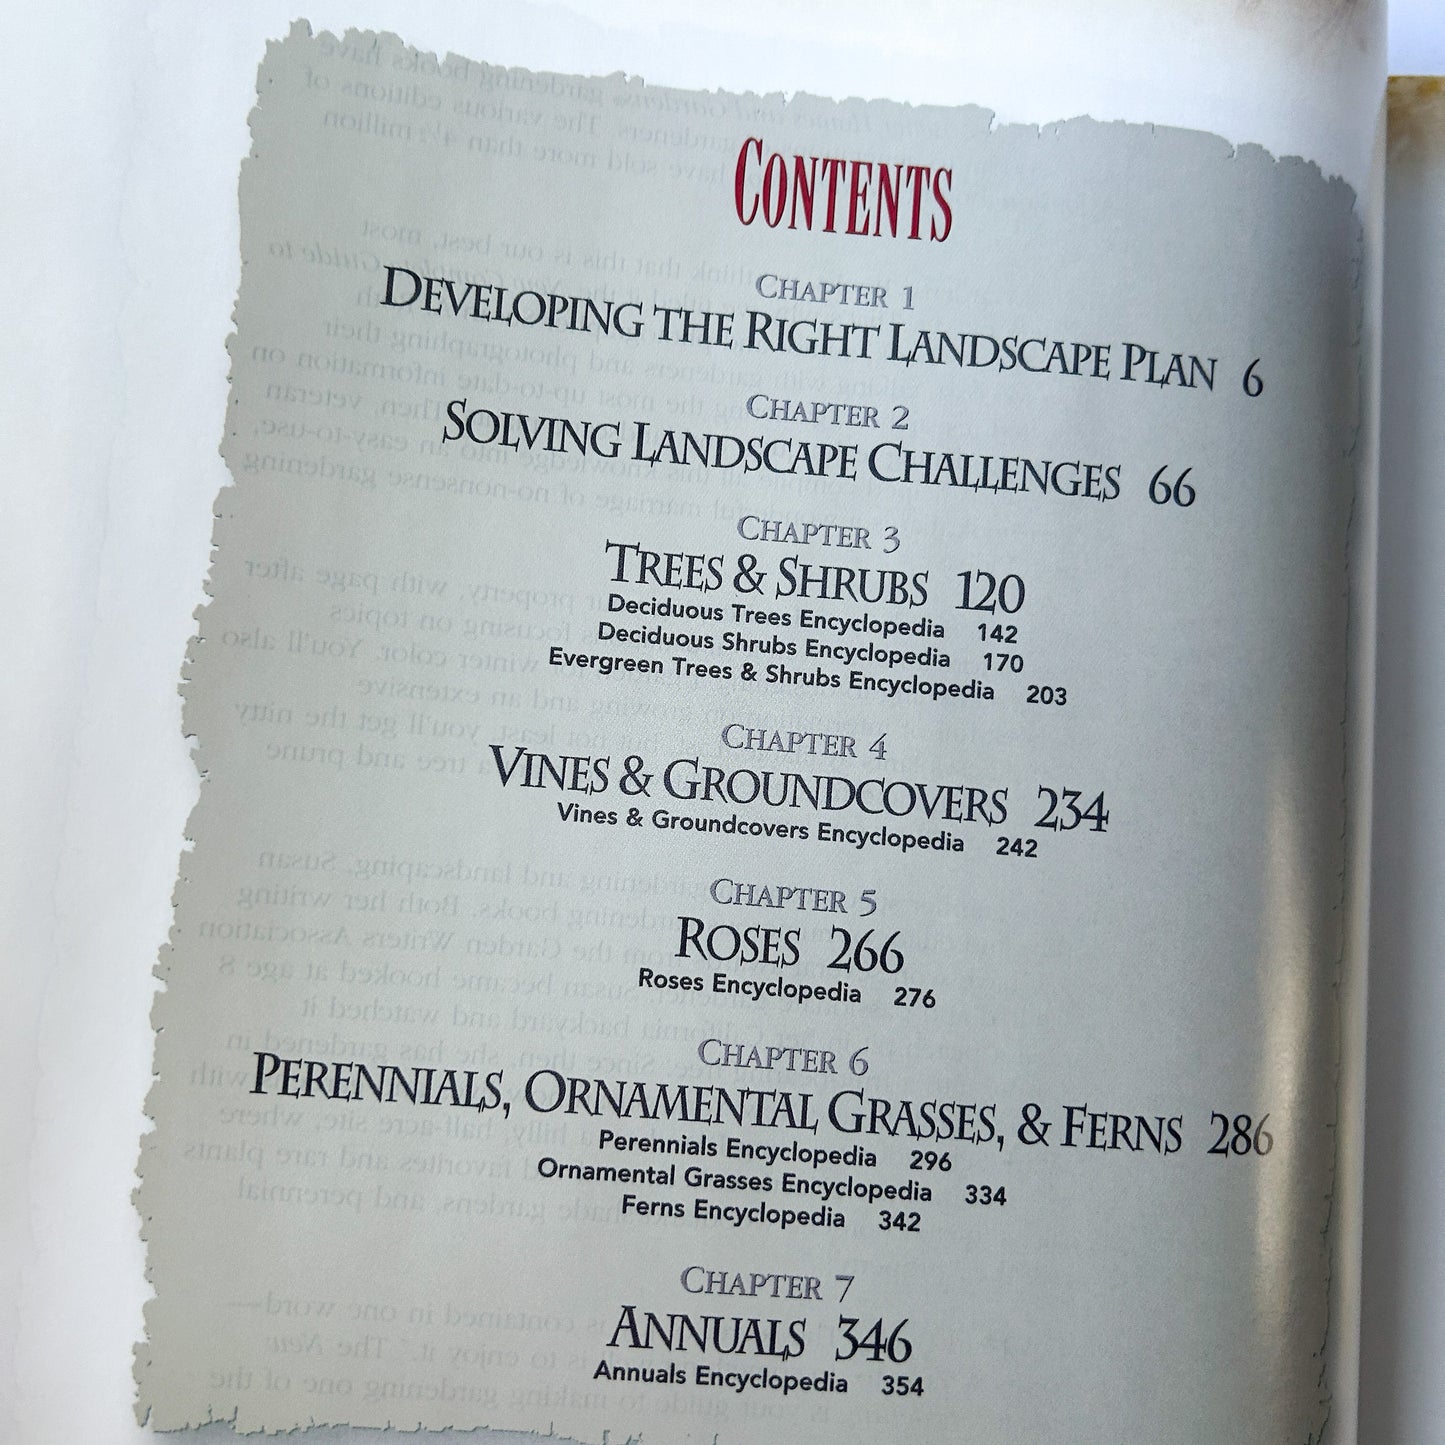 CONTENTS
CHAPTER 1
DEVELOPING THE RIGHT LANDSCAPE PLAN 6
CHAPTER 2
SOLVING LANDSCAPE CHALLENGES 66
CHAPTER 3
TREES & SHRUBS 120
Deciduous Trees Encyclopedia 142
Deciduous Shrubs Encyclopedia 170
Evergreen Trees & Shrubs Encyclopedia 203
CHAPTER 4
VINES & GROUNDCOVERS 234
Vines & Groundcovers Encyclopedia 242
CHAPTER 5
ROSES 266
Roses Encyclopedia 276
CHAPTER 6
PERENNIALS, ORNAMENTAL GRASSES, & FERNS 286
Perennials Encyclopedia 296
Ornamental Grasses Encyclopedia 334
Ferns Encyclopedia 342
CHAPTER 7
ANNUALS 346
Annuals Encyclopedia 354